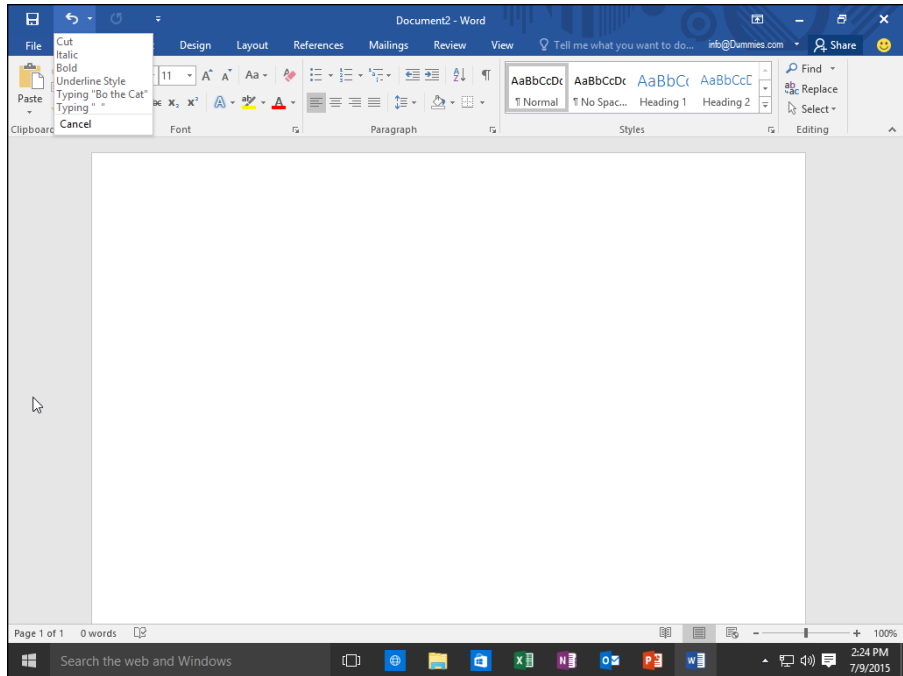 Document2 - Word
File Design Layout References Mailings Review View Tell me what you want to do... info@Dummies.com Share
Cut
Italic
Bold
Underline Style
Typing "Bo the Cat"
Typing " "
Cancel
Paste
11 Aa
Find
Replace
Select
AaBbCcDc AaBbCcDc AaBbCc AaBbCcD
¶ Normal ¶ No Spac... Heading 1 Heading 2
Clipboard Font Paragraph Styles Editing
Page 1 of 1 0 words 100%
Search the web and Windows
2:24 PM
7/9/2015